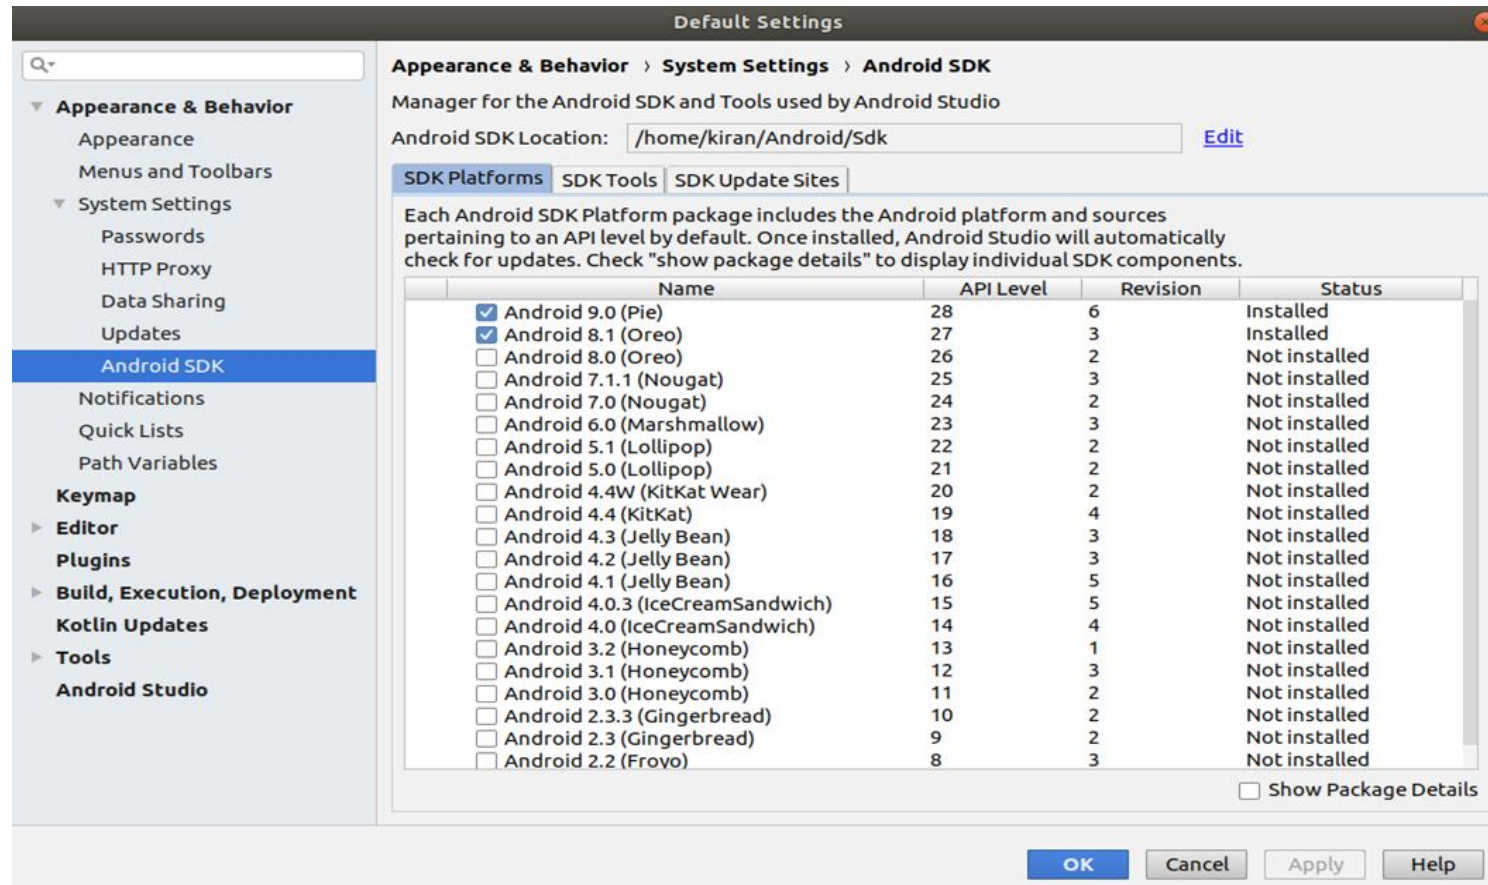 Default Settings
Appearance & Behavior
Appearance
Menus and Toolbars
System Settings
Passwords
HTTP Proxy
Data Sharing
Updates
Android SDK
Notifications
Quick Lists
Path Variables
Keymap
Editor
Plugins
Build, Execution, Deployment
Kotlin Updates
Tools
Android Studio
Appearance & Behavior › System Settings › Android SDK
Manager for the Android SDK and Tools used by Android Studio
Android SDK Location: /home/kiran/Android/Sdk Edit
SDK Platforms SDK Tools SDK Update Sites
Each Android SDK Platform package includes the Android platform and sources
pertaining to an API level by default. Once installed, Android Studio will automatically
check for updates. Check "show package details" to display individual SDK components.
Name API Level Revision Status
Android 9.0 (Pie) 28 6 Installed
Android 8.1 (Oreo) 27 3 Installed
Android 8.0 (Oreo) 26 2 Not installed
Android 7.1.1 (Nougat) 25 3 Not installed
Android 7.0 (Nougat) 24 2 Not installed
Android 6.0 (Marshmallow) 23 3 Not installed
Android 5.1 (Lollipop) 22 2 Not installed
Android 5.0 (Lollipop) 21 2 Not installed
Android 4.4W (KitKat Wear) 20 2 Not installed
Android 4.4 (KitKat) 19 4 Not installed
Android 4.3 (Jelly Bean) 18 3 Not installed
Android 4.2 (Jelly Bean) 17 3 Not installed
Android 4.1 (Jelly Bean) 16 5 Not installed
Android 4.0.3 (IceCreamSandwich) 15 5 Not installed
Android 4.0 (IceCreamSandwich) 14 4 Not installed
Android 3.2 (Honeycomb) 13 1 Not installed
Android 3.1 (Honeycomb) 12 3 Not installed
Android 3.0 (Honeycomb) 11 2 Not installed
Android 2.3.3 (Gingerbread) 10 2 Not installed
Android 2.3 (Gingerbread) 9 2 Not installed
Android 2.2 (Froyo) 8 3 Not installed
Show Package Details
OK Cancel Apply Help